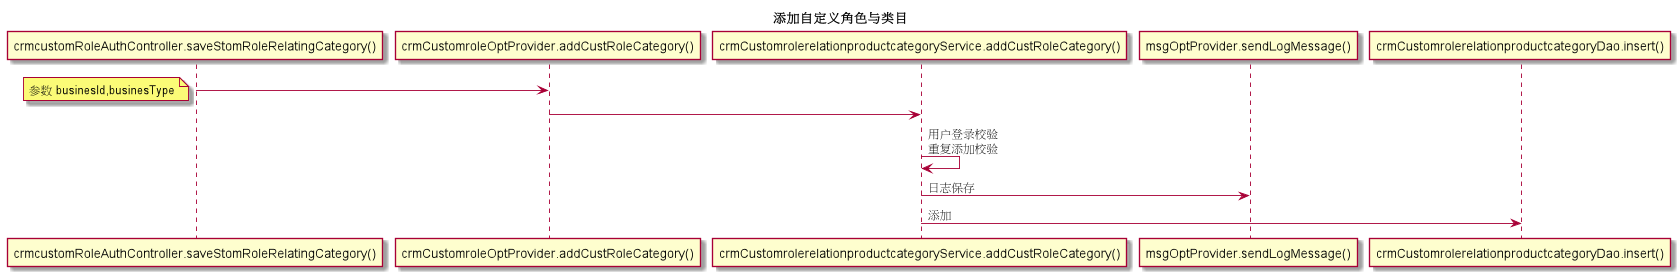 添加自定义角色与类目
crmcustomRoleAuthController.saveStomRoleRelatingCategory()
crmCustomroleOptProvider.addCustRoleCategory()
crmCustomrolerelationproductcategoryService.addCustRoleCategory()
msgOptProvider.sendLogMessage()
crmCustomrolerelationproductcategoryDao.insert()
参数 businesId,businesType
用户登录校验
重复添加校验
日志保存
添加
crmcustomRoleAuthController.saveStomRoleRelatingCategory()
crmCustomroleOptProvider.addCustRoleCategory()
crmCustomrolerelationproductcategoryService.addCustRoleCategory()
msgOptProvider.sendLogMessage()
crmCustomrolerelationproductcategoryDao.insert()